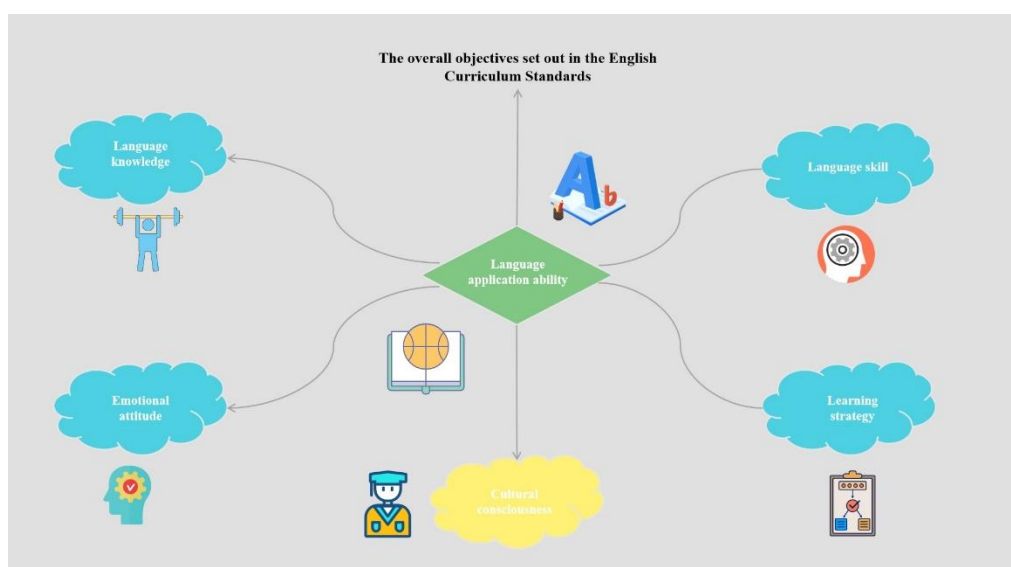 The overall objectives set out in the English
Curriculum Standards
Language
knowledge
Language skill
Language
application ability
Emotional
attitude
Learning
strategy
Cultural
consciousness